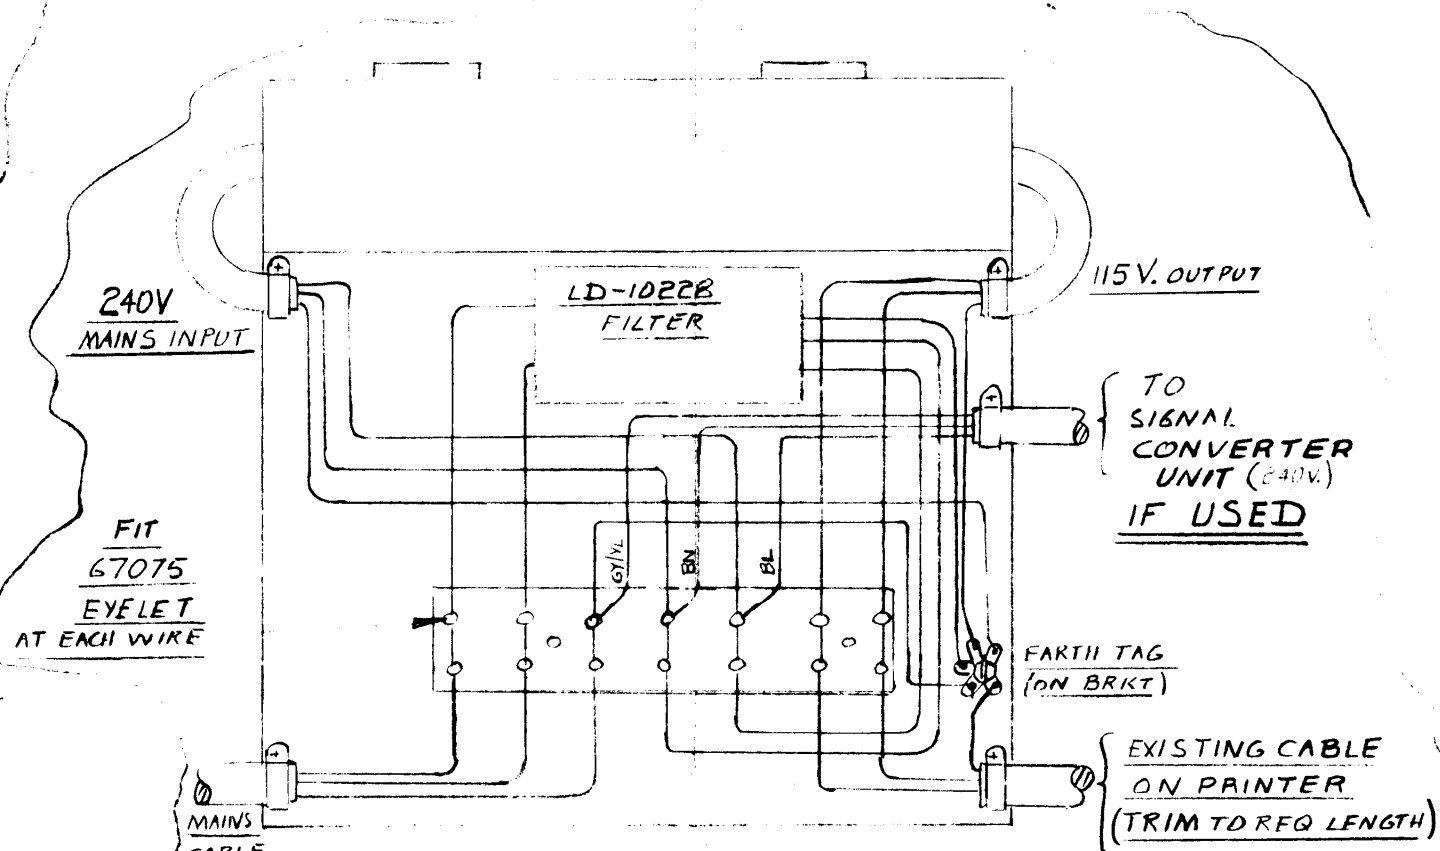 LD-1022B
FILTER
240V
MAINS INPUT
115V. OUTPUT
TO
SIGNAL
CONVERTER
UNIT (240V.)
IF USED
FIT
67075
EYELET
AT EACH WIRE
GY/YL
BN
BL
EARTH TAG
(ON BRKT)
EXISTING CABLE
ON PRINTER
(TRIM TO REQ LENGTH)
MAINS
CABLE